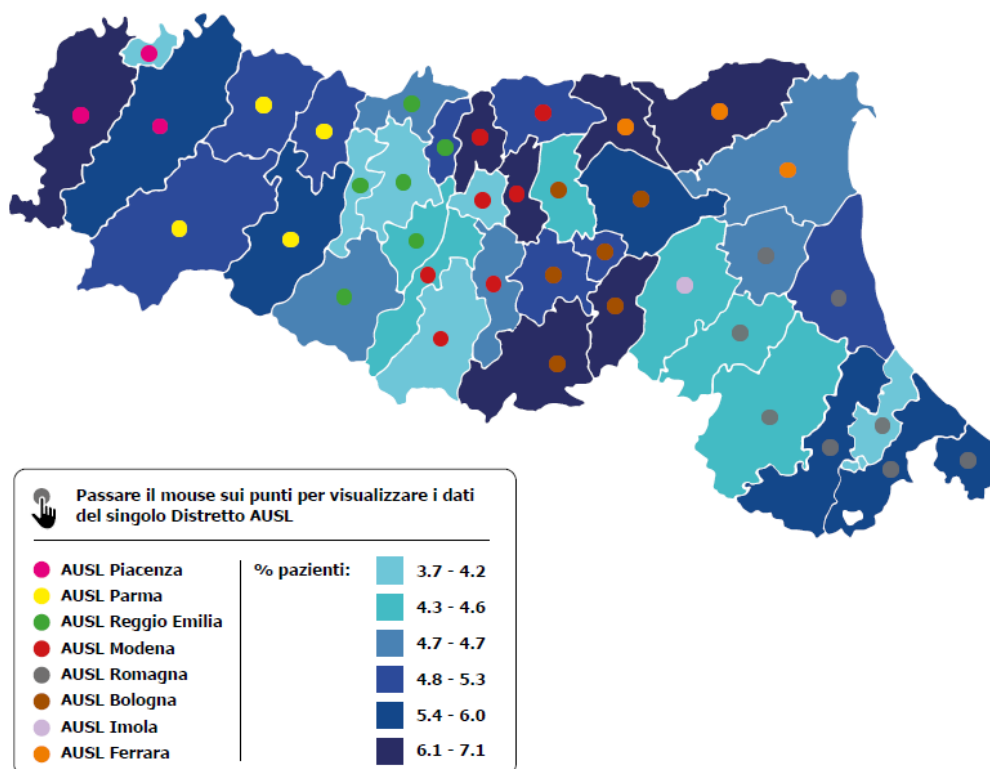 Passare il mouse sui punti per visualizzare i dati
del singolo Distretto AUSL
AUSL Piacenza
AUSL Parma
AUSL Reggio Emilia
AUSL Modena
AUSL Romagna
AUSL Bologna
AUSL Imola
AUSL Ferrara
% pazienti:
3.7 - 4.2
4.3 - 4.6
4.7 - 4.7
4.8 - 5.3
5.4 - 6.0
6.1 - 7.1